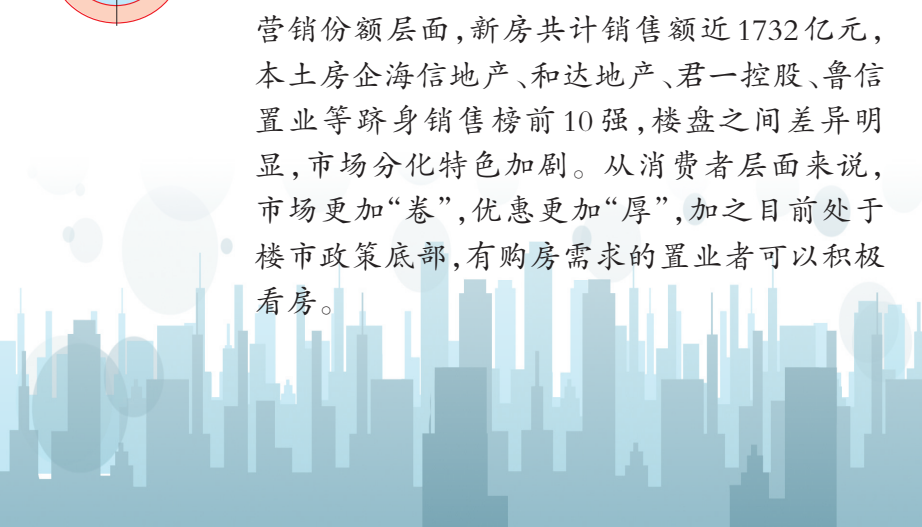 营销份额层面，新房共计销售额近1732亿元，
本土房企海信地产、和达地产、君一控股、鲁信
置业等跻身销售榜前10强，楼盘之间差异明
显，市场分化特色加剧。从消费者层面来说，
市场更加“卷”，优惠更加“厚”，加之目前处于
楼市政策底部，有购房需求的置业者可以积极
看房。